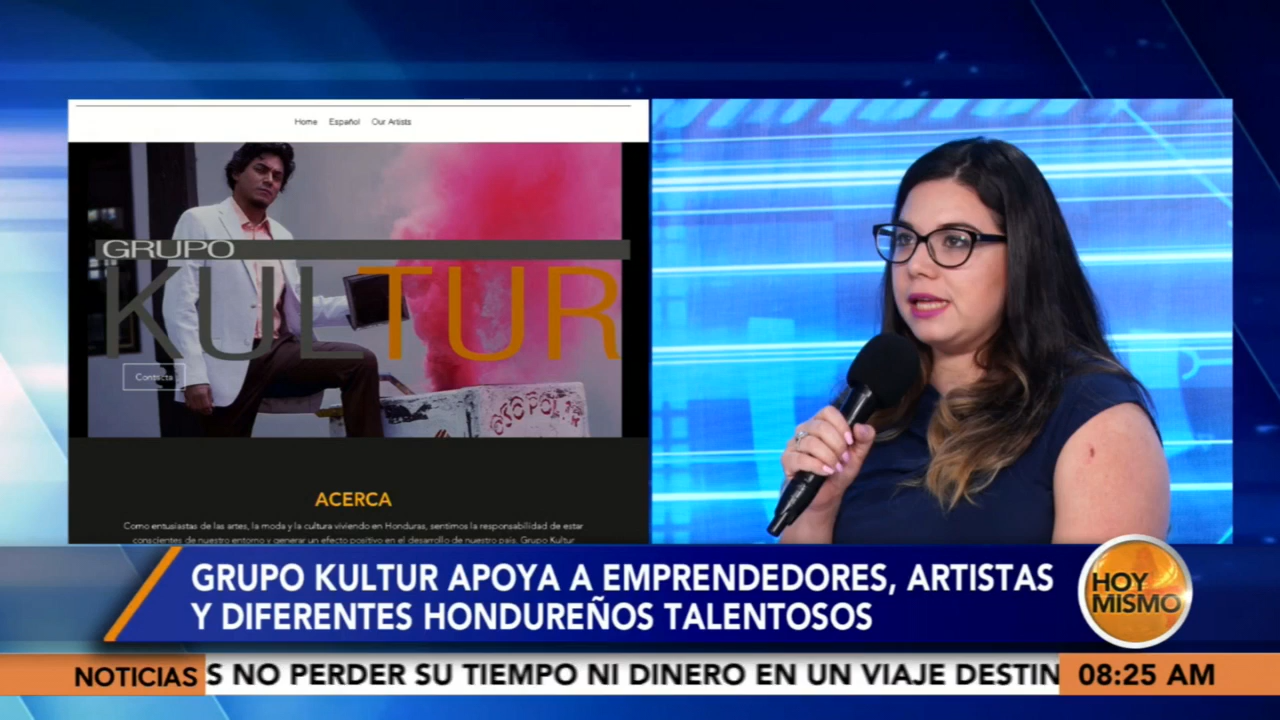 Home Español Our Artists
GRUPO
KULTUR
Contacta
OSO POL
ACERCA
Como entusiastas de las artes, la moda y la cultura viviendo en Honduras, sentimos la responsabilidad de estar
conscientes de nuestro entorno y generar un efecto positivo en el desarrollo de nuestro país. Grupo Kultur
GRUPO KULTUR APOYA A EMPRENDEDORES, ARTISTAS
Y DIFERENTES HONDUREÑOS TALENTOSOS
HOY
MISMO
NOTICIAS S NO PERDER SU TIEMPO NI DINERO EN UN VIAJE DESTIN 08:25 AM